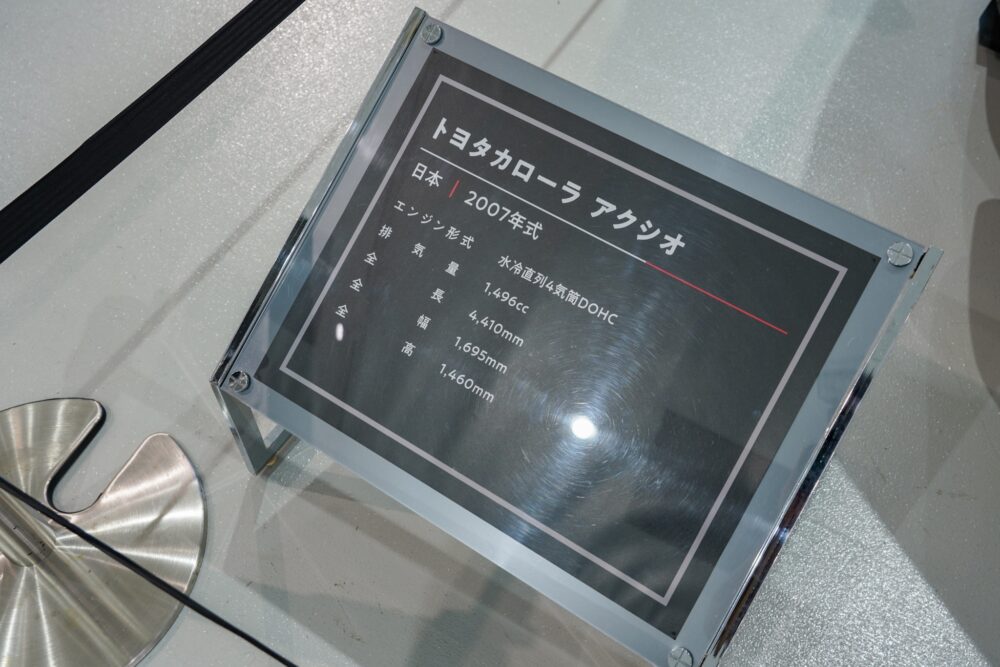 トヨタカローラ アクシオ
日本 | 2007年式
エンジン形式 水冷直列4気筒DOHC
排気量 1,496cc
全長 4,410mm
全幅 1,695mm
全高 1,460mm